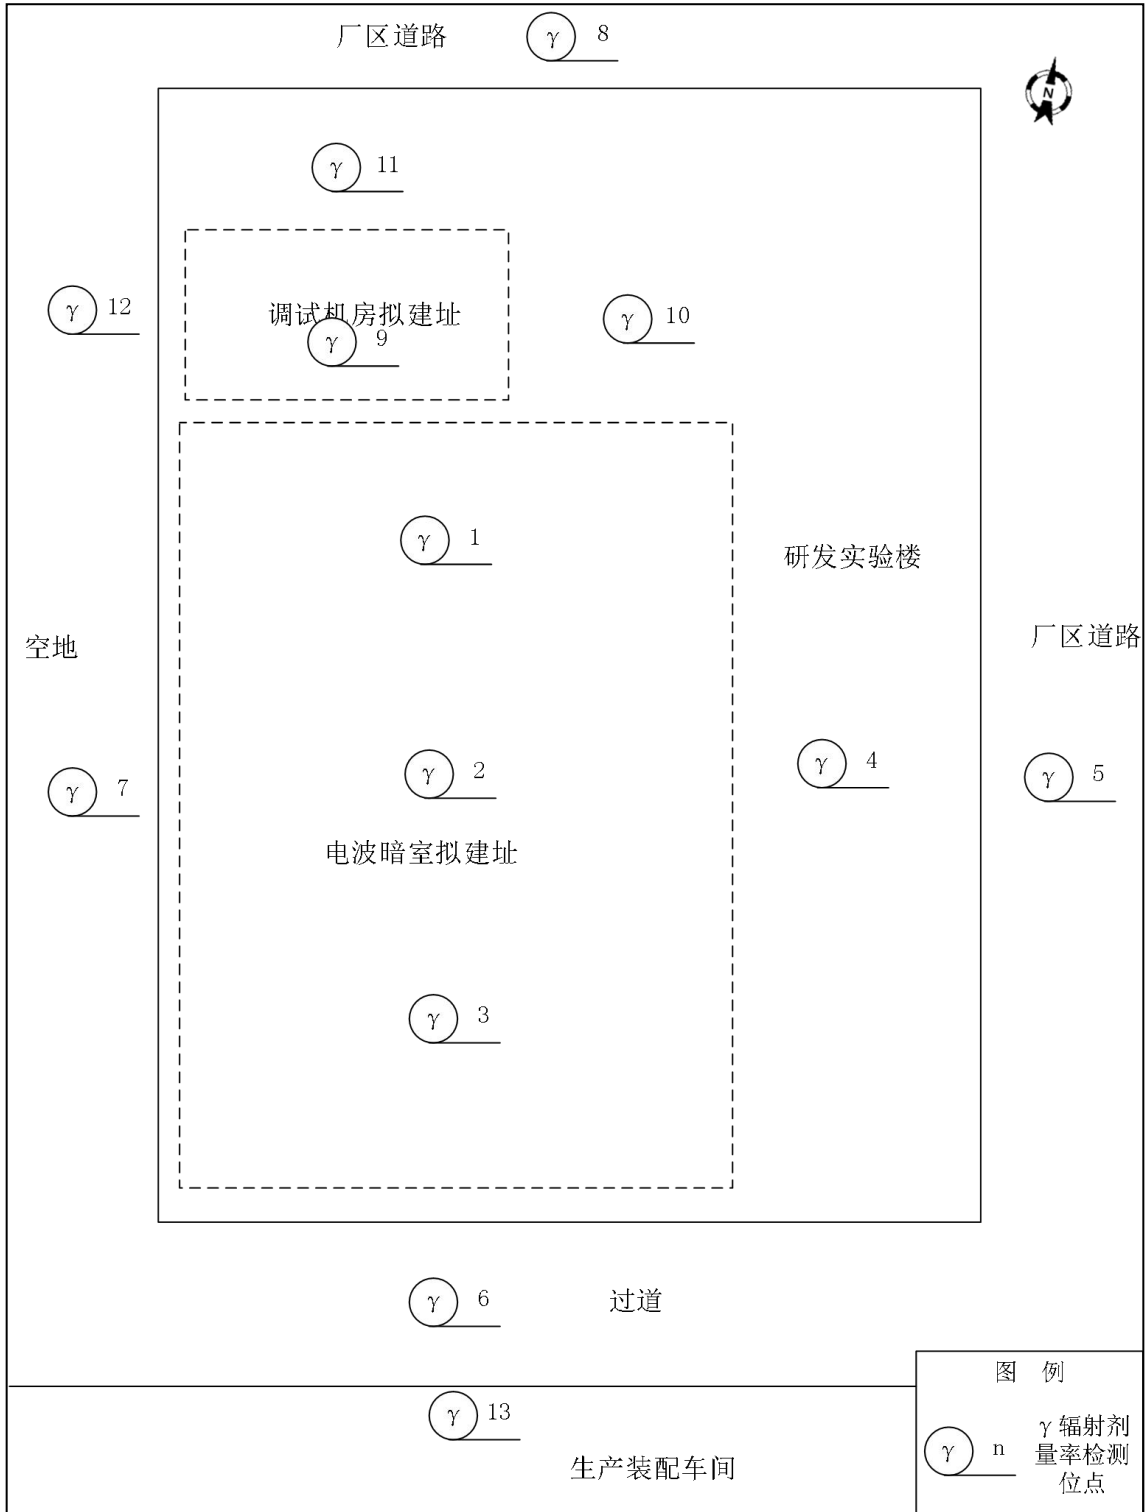 厂区道路 γ 8
N
γ 11
γ 12
调试机房拟建址
γ 9
γ 10
γ 1
研发实验楼
空地
厂区道路
γ 7
γ 2
γ 4
γ 5
电波暗室拟建址
γ 3
γ 6 过道
图 例
γ 13
生产装配车间
γ n
γ 辐射剂
量率检测
位点